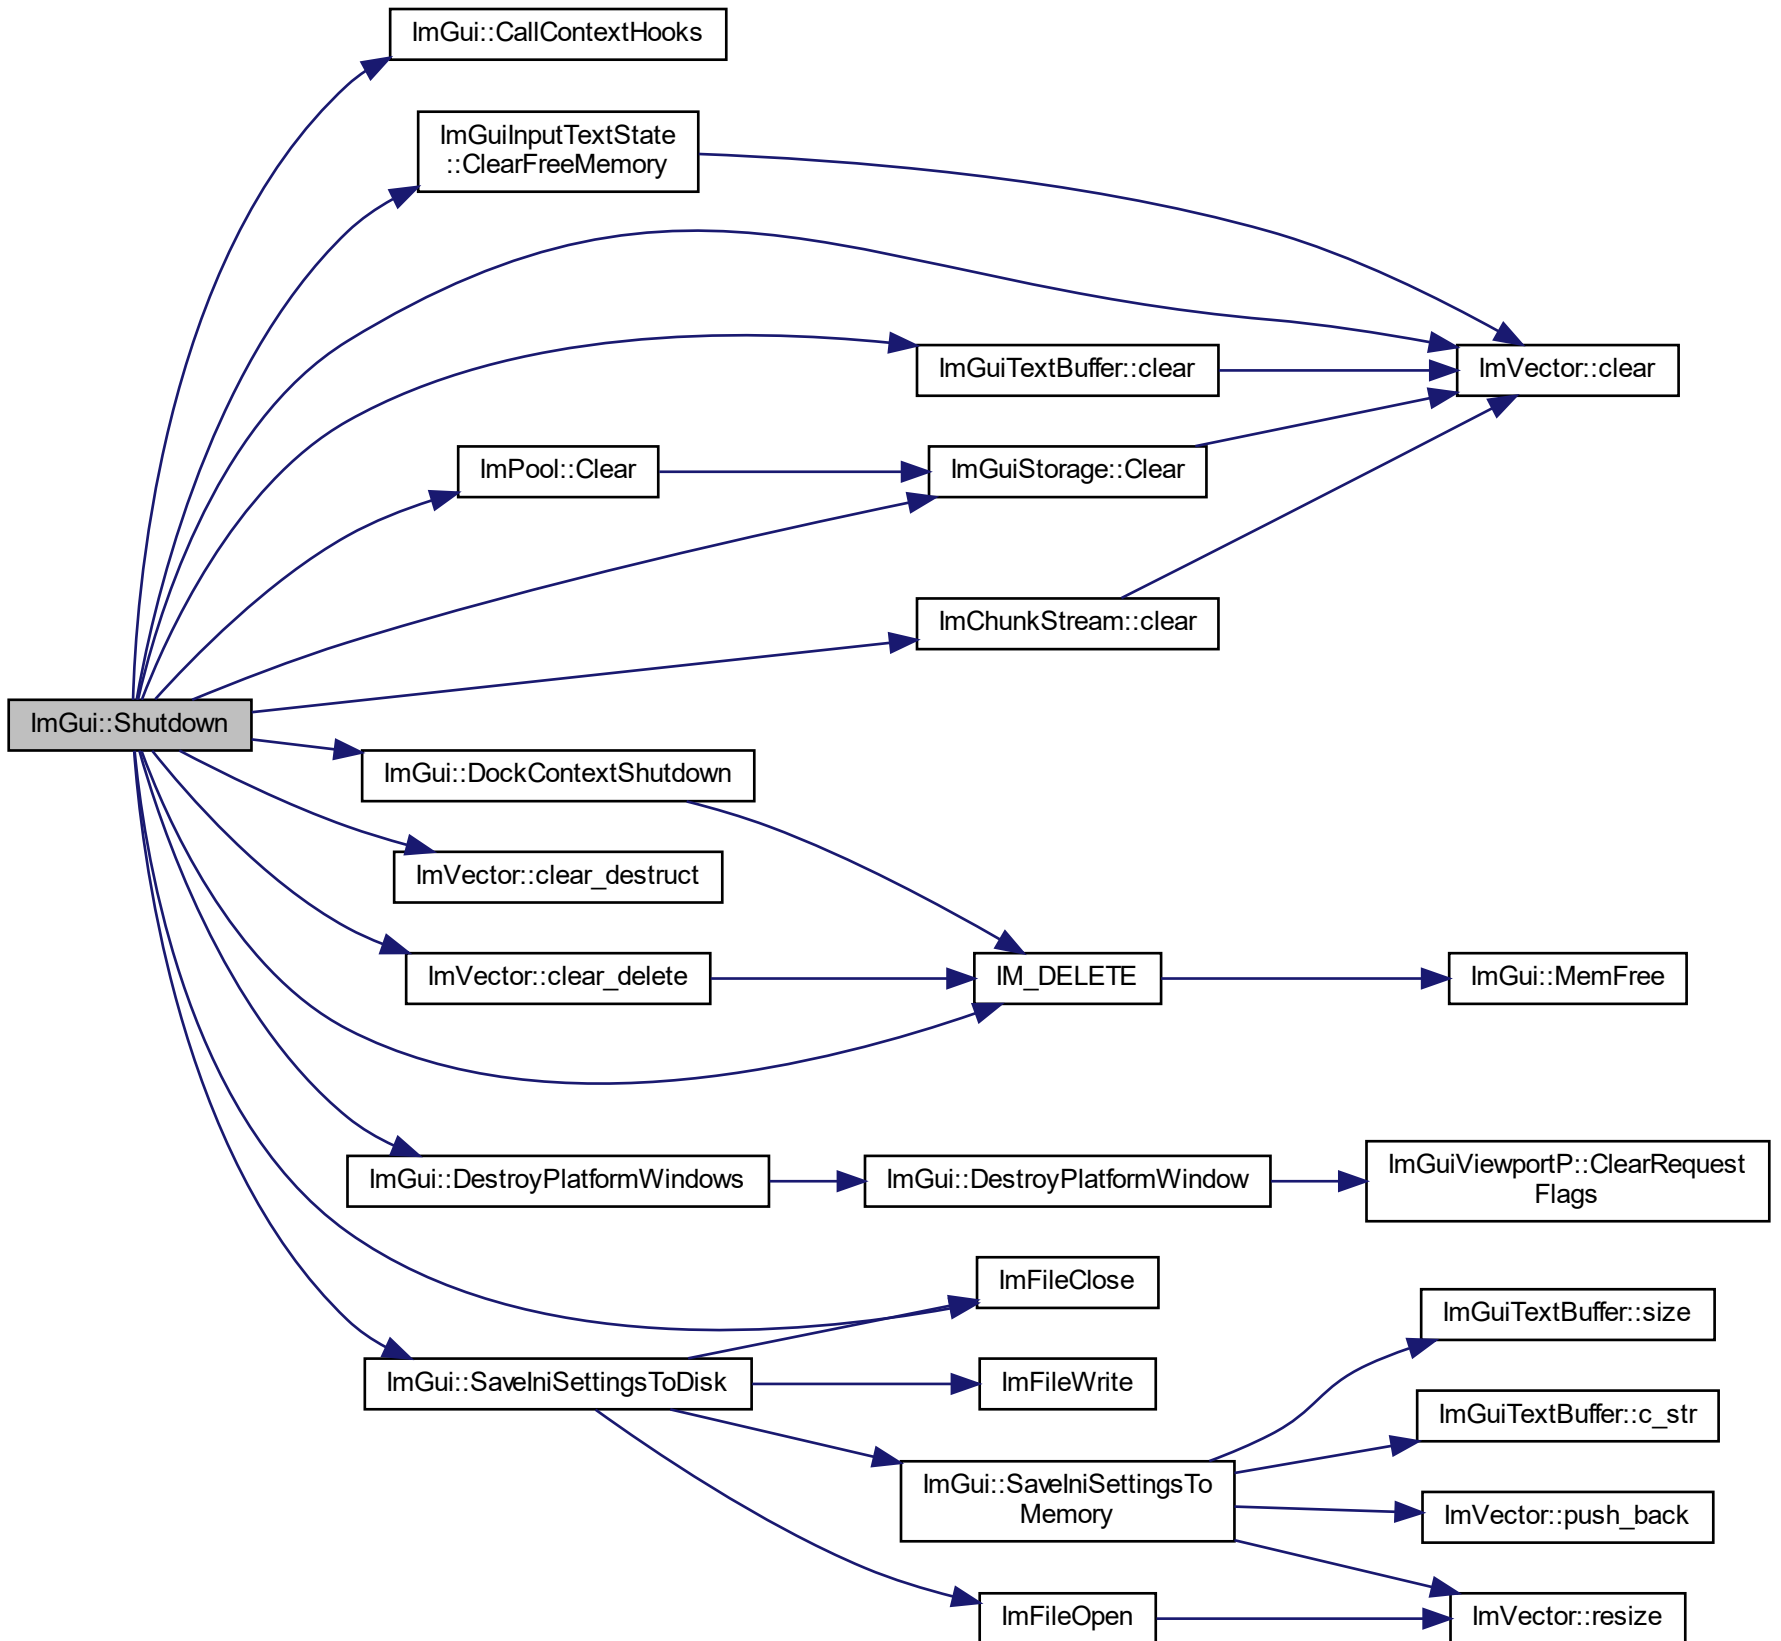 ImGui::CallContextHooks
ImGuiInputTextState
::ClearFreeMemory
ImGuiTextBuffer::clear
ImVector::clear
ImPool::Clear
ImGuiStorage::Clear
ImChunkStream::clear
ImGui::Shutdown
ImGui::DockContextShutdown
ImVector::clear_destruct
ImVector::clear_delete
IM_DELETE
ImGui::MemFree
ImGui::DestroyPlatformWindows
ImGui::DestroyPlatformWindow
ImGuiViewportP::ClearRequest
Flags
ImFileClose
ImGuiTextBuffer::size
ImGui::SaveIniSettingsToDisk
ImFileWrite
ImGuiTextBuffer::c_str
ImGui::SaveIniSettingsTo
Memory
ImVector::push_back
ImFileOpen
ImVector::resize